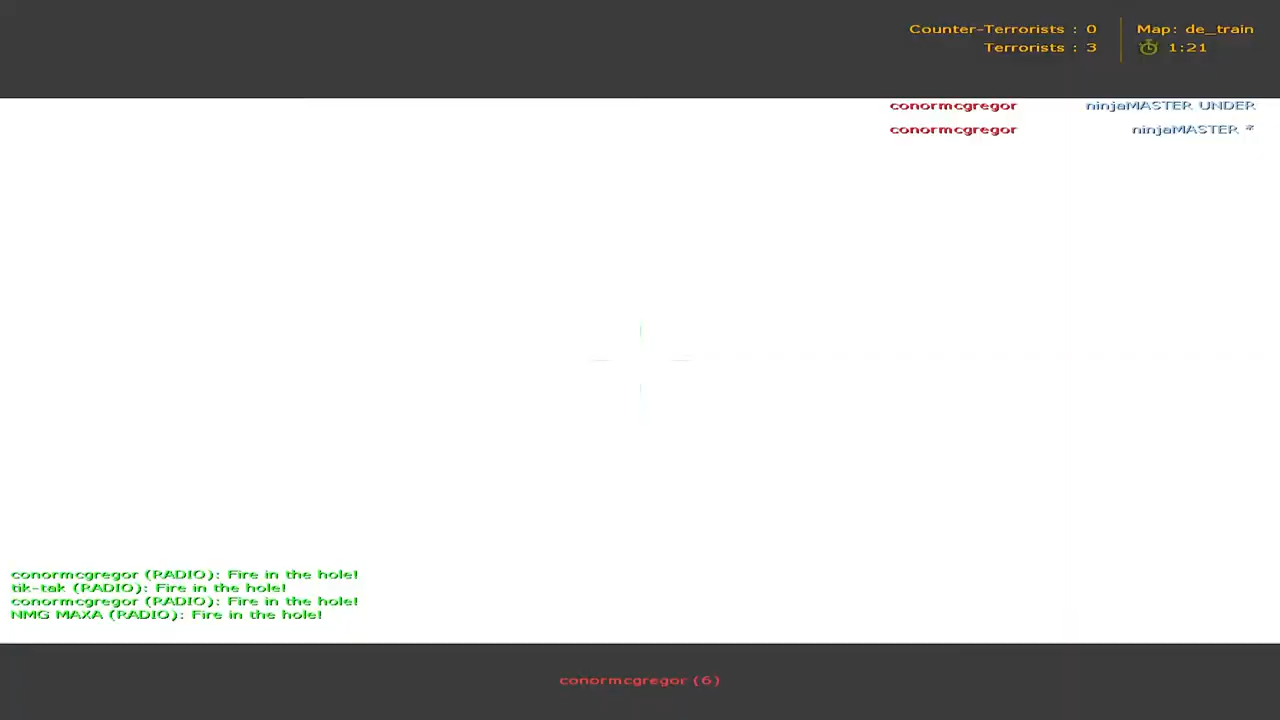 Counter-Terrorists : 0
Terrorists : 3
Map: de_train
1:21
conormcgregor ninjaMASTER UNDER
conormcgregor ninjaMASTER *
conormcgregor (RADIO): Fire in the hole!
tik-tak (RADIO): Fire in the hole!
conormcgregor (RADIO): Fire in the hole!
NMG MAXA (RADIO): Fire in the hole!
conormcgregor (6)